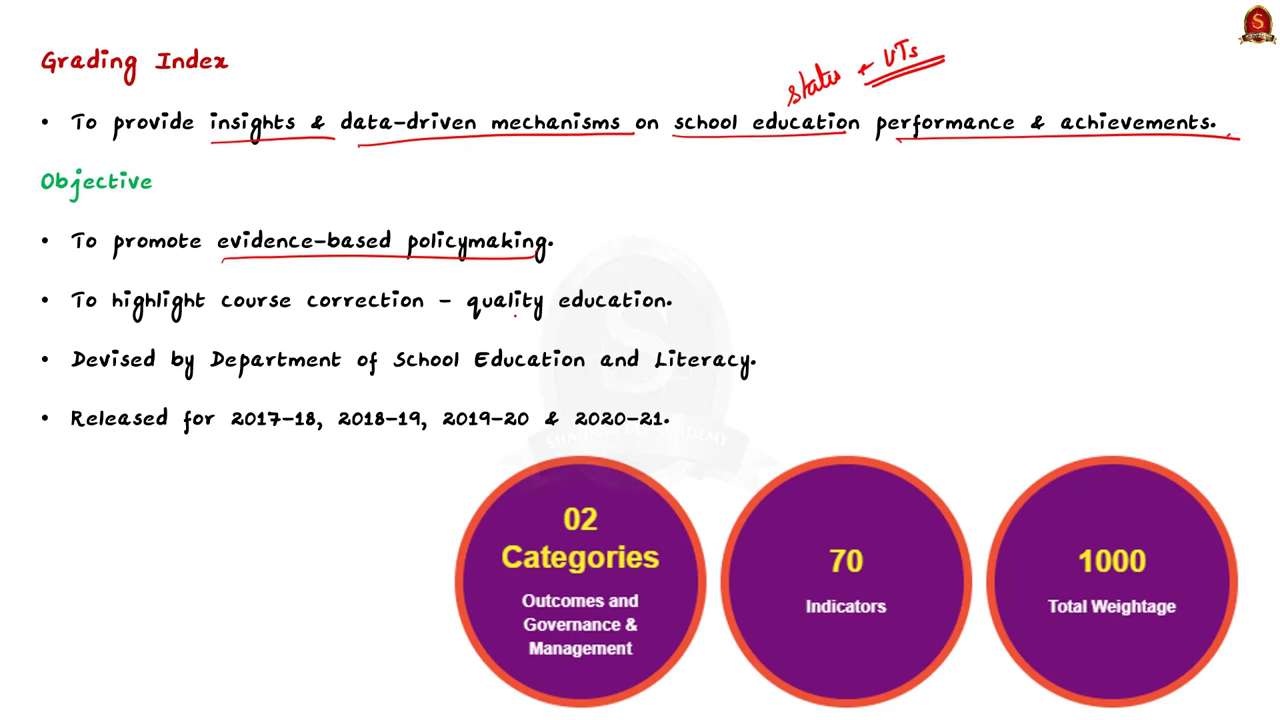 Grading Index
States & UTs
• To provide insights & data-driven mechanisms on school education performance & achievements.
Objective
• To promote evidence-based policymaking.
• To highlight course correction - quality education.
• Devised by Department of School Education and Literacy.
• Released for 2017-18, 2018-19, 2019-20 & 2020-21.
02
Categories
Outcomes and
Governance &
Management
70
Indicators
1000
Total Weightage